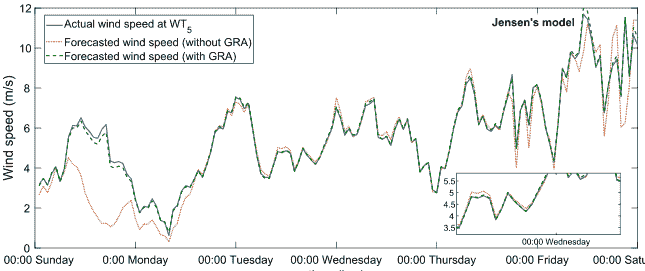 12
10
8
6
4
2
0
Wind speed (m/s)
Actual wind speed at WT5
Forecasted wind speed (without GRA)
Forecasted wind speed (with GRA)
Jensen's model
5.5
5
4.5
4
3.5
00:00 Wednesday
00:00 Sunday 0:00 Monday 00:00 Tuesday 00:00 Wednesday 00:00 Thursday 00:00 Friday 00:00 Satu